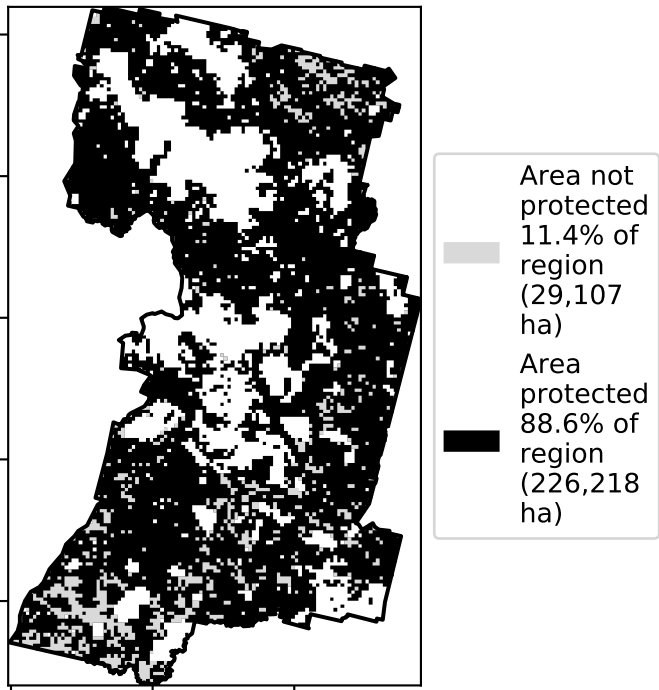 Area not
protected
11.4% of
region
(29,107
ha)
Area
protected
88.6% of
region
(226,218
ha)